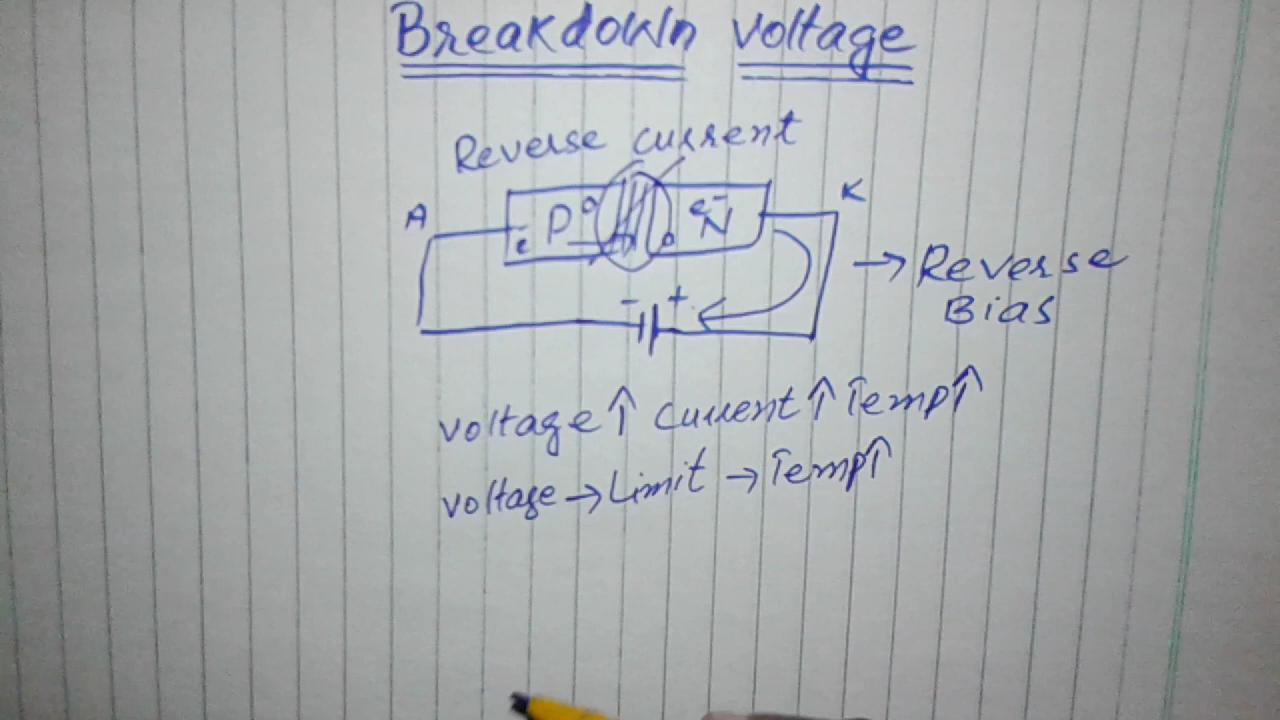 Breakdown voltage
Reverse current
A
K
e P o
e- N o
- +
→ Reverse
Bias
voltage ↑ current ↑ Temp↑
voltage → Limit → Temp↑